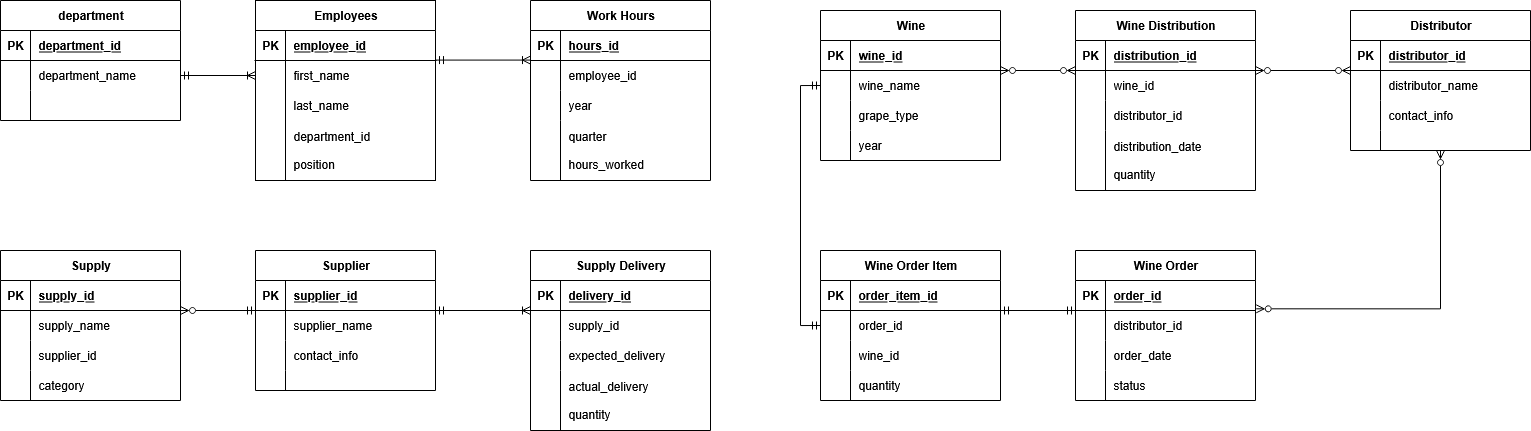 department
PK department_id
department_name
Employees
PK employee_id
first_name
last_name
department_id
position
Work Hours
PK hours_id
employee_id
year
quarter
hours_worked
Wine
PK wine_id
wine_name
grape_type
year
Wine Distribution
PK distribution_id
wine_id
distributor_id
distribution_date
quantity
Distributor
PK distributor_id
distributor_name
contact_info
Supply
PK supply_id
supply_name
supplier_id
category
Supplier
PK supplier_id
supplier_name
contact_info
Supply Delivery
PK delivery_id
supply_id
expected_delivery
actual_delivery
quantity
Wine Order Item
PK order_item_id
order_id
wine_id
quantity
Wine Order
PK order_id
distributor_id
order_date
status